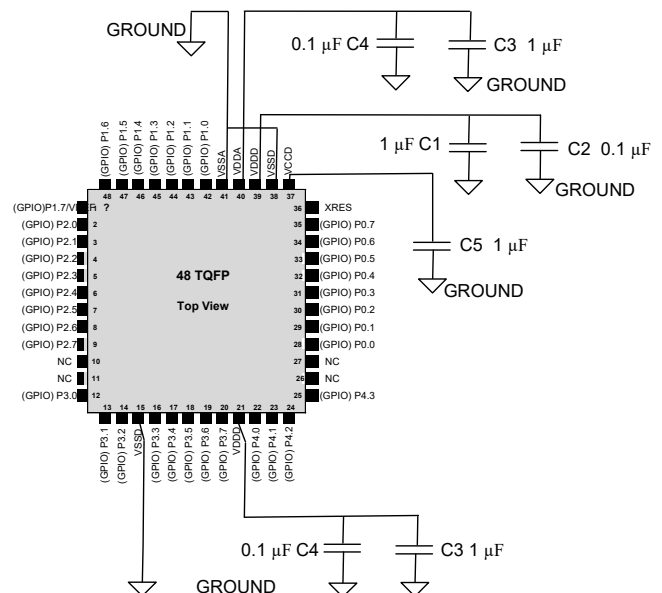 GROUND
0.1 µF C4
C3 1 µF
GROUND
1 µF C1
C2 0.1 µF
GROUND
C5 1 µF
GROUND
(GPIO) P1.6
(GPIO) P1.5
(GPIO) P1.4
(GPIO) P1.3
(GPIO) P1.2
(GPIO) P1.1
(GPIO) P1.0
VSSA
VDDA
VDDD
VSSD
VCCD
48
47
46
45
44
43
42
41
40
39
38
37
1 ?
(GPIO) P2.0 2
(GPIO) P2.1 3
(GPIO) P2.2 4
(GPIO) P2.3 5
(GPIO) P2.4 6
(GPIO) P2.5 7
(GPIO) P2.6 8
(GPIO) P2.7 9
NC 10
NC 11
(GPIO) P3.0 12
48 TQFP
Top View
36 XRES
35 (GPIO) P0.7
34 (GPIO) P0.6
33 (GPIO) P0.5
32 (GPIO) P0.4
31 (GPIO) P0.3
30 (GPIO) P0.2
29 (GPIO) P0.1
28 (GPIO) P0.0
27 NC
26 NC
25 (GPIO) P4.3
13
14
15
16
17
18
19
20
21
22
23
24
(GPIO) P3.1
(GPIO) P3.2
VSSD
(GPIO) P3.3
(GPIO) P3.4
(GPIO) P3.5
(GPIO) P3.6
(GPIO) P3.7
VDDD
(GPIO) P4.0
(GPIO) P4.1
(GPIO) P4.2
0.1 µF C4
C3 1 µF
GROUND